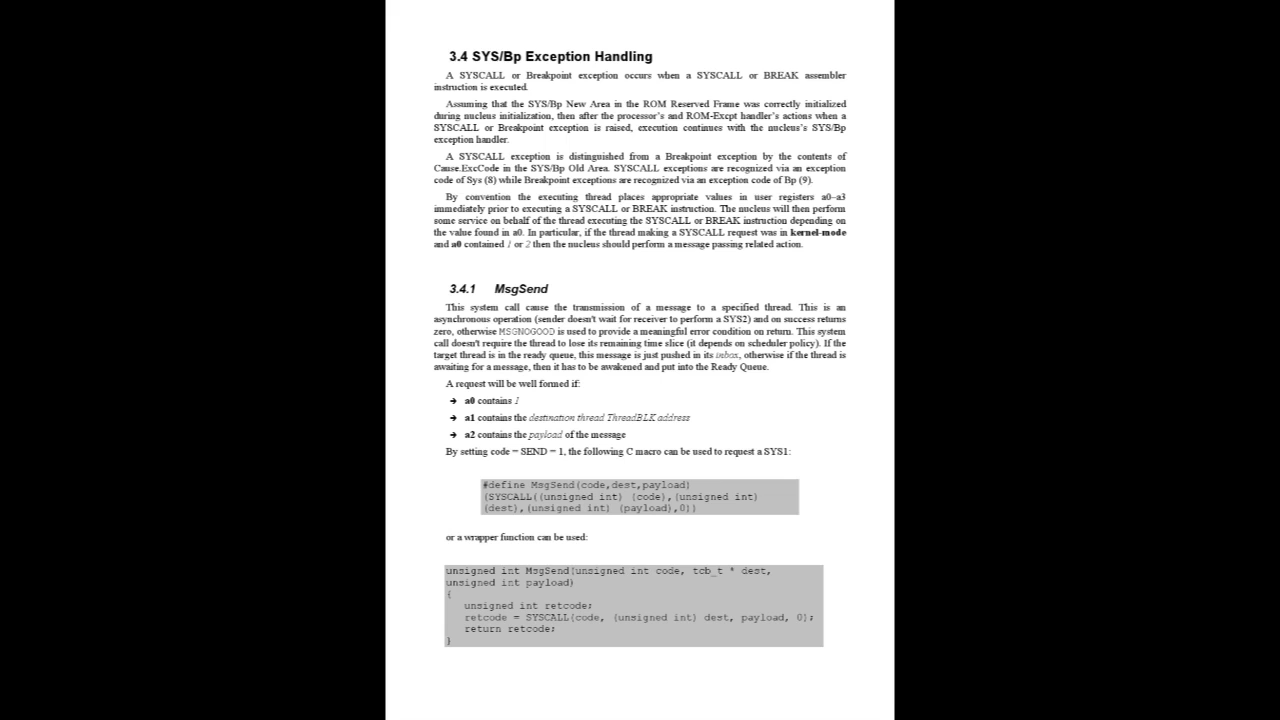 3.4 SYS/Bp Exception Handling
A SYSCALL or Breakpoint exception occurs when a SYSCALL or BREAK assembler
instruction is executed.
Assuming that the SYS/Bp New Area in the ROM Reserved Frame was correctly initialized
during nucleus initialization, then after the processor's and ROM-Excpt handler's actions when a
SYSCALL or Breakpoint exception is raised, execution continues with the nucleus's SYS/Bp
exception handler.
A SYSCALL exception is distinguished from a Breakpoint exception by the contents of
Cause.ExcCode in the SYS/Bp Old Area. SYSCALL exceptions are recognized via an exception
code of Sys (8) while Breakpoint exceptions are recognized via an exception code of Bp (9).
By convention the executing thread places appropriate values in user registers a0–a3
immediately prior to executing a SYSCALL or BREAK instruction. The nucleus will then perform
some service on behalf of the thread executing the SYSCALL or BREAK instruction depending on
the value found in a0. In particular, if the thread making a SYSCALL request was in kernel-mode
and a0 contained 1 or 2 then the nucleus should perform a message passing related action.
3.4.1 MsgSend
This system call cause the transmission of a message to a specified thread. This is an
asynchronous operation (sender doesn't wait for receiver to perform a SYS2) and on success returns
zero, otherwise MSGNOGOOD is used to provide a meaningful error condition on return. This system
call doesn't require the thread to lose its remaining time slice (it depends on scheduler policy). If the
target thread is in the ready queue, this message is just pushed in its inbox, otherwise if the thread is
awaiting for a message, then it has to be awakened and put into the Ready Queue.
A request will be well formed if:
➔ a0 contains 1
➔ a1 contains the destination thread ThreadBLK address
➔ a2 contains the payload of the message
By setting code = SEND = 1, the following C macro can be used to request a SYS1:
#define MsgSend(code,dest,payload)
(SYSCALL((unsigned int) (code),(unsigned int)
(dest),(unsigned int) (payload),0))
or a wrapper function can be used:
unsigned int MsgSend(unsigned int code, tcb_t * dest,
unsigned int payload)
{
unsigned int retcode;
retcode = SYSCALL(code, (unsigned int) dest, payload, 0);
return retcode;
}